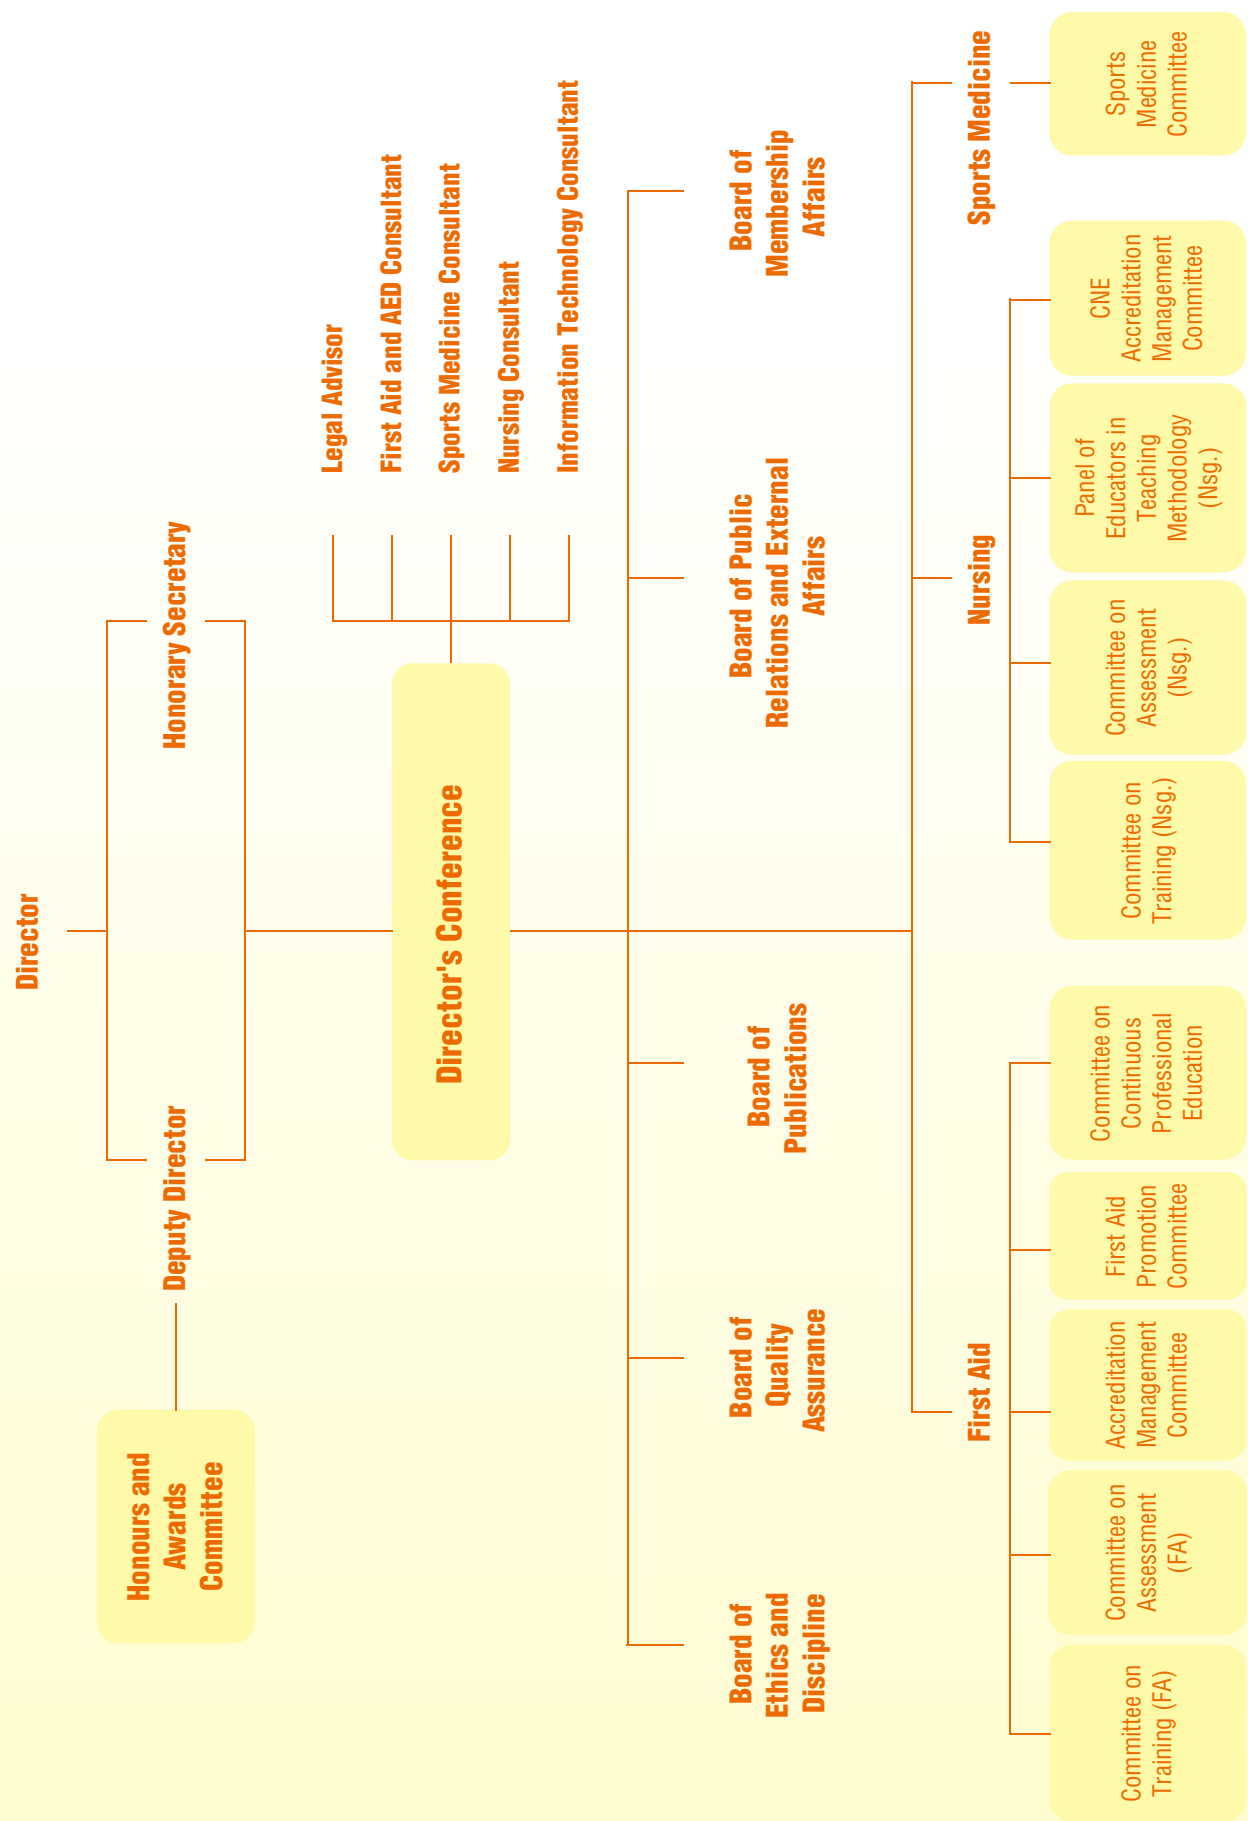 Director
Deputy Director
Honorary Secretary
Honours and
Awards
Committee
Legal Advisor
First Aid and AED Consultant
Sports Medicine Consultant
Nursing Consultant
Information Technology Consultant
Director's Conference
Board of
Ethics and
Discipline
Board of
Quality
Assurance
Board of
Publications
Board of Public
Relations and External
Affairs
Board of
Membership
Affairs
First Aid
Nursing
Sports Medicine
Committee on
Training (FA)
Committee on
Assessment
(FA)
Accreditation
Management
Committee
First Aid
Promotion
Committee
Committee on
Continuous
Professional
Education
Committee on
Training (Nsg.)
Committee on
Assessment
(Nsg.)
Panel of
Educators in
Teaching
Methodology
(Nsg.)
CNE
Accreditation
Management
Committee
Sports
Medicine
Committee